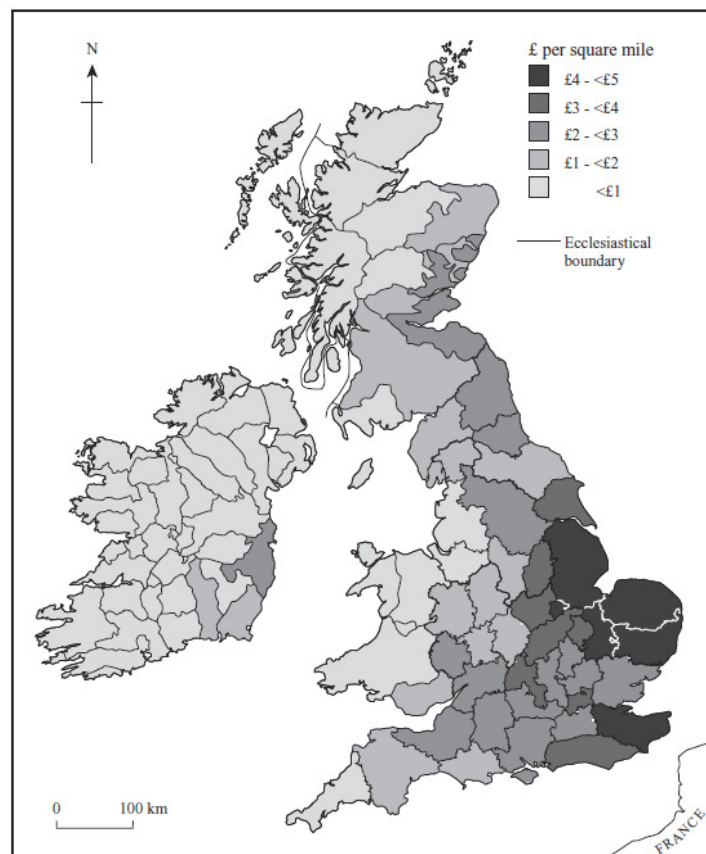 N
£ per square mile
£4 - <£5
£3 - <£4
£2 - <£3
£1 - <£2
<£1
Ecclesiastical
boundary
0 100 km
FRANCE